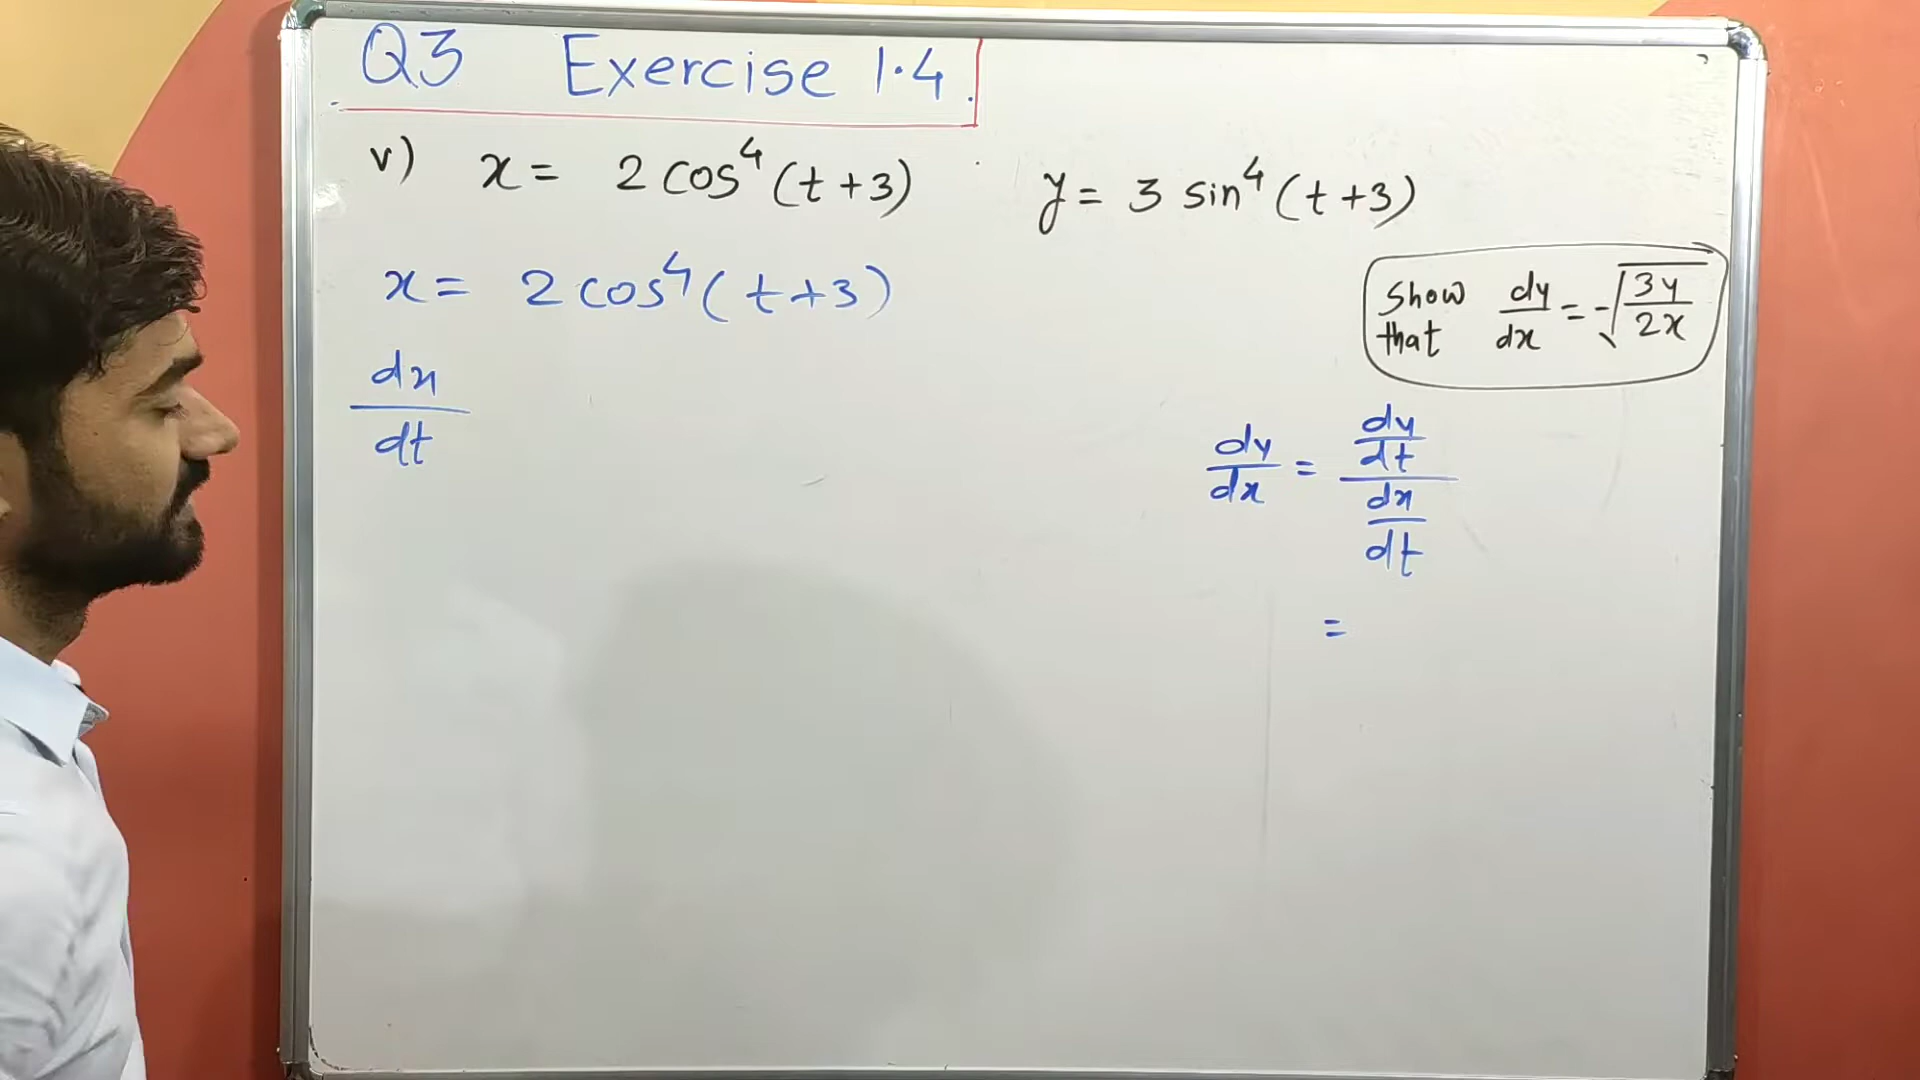 Q3 Exercise 1.4.
v) x = 2 cos⁴(t+3) y = 3 sin⁴(t+3)
x = 2 cos⁴(t+3)
Show that dy/dx = -√(3y/2x)
dx/dt
dy/dx = (dy/dt)/(dx/dt)
=